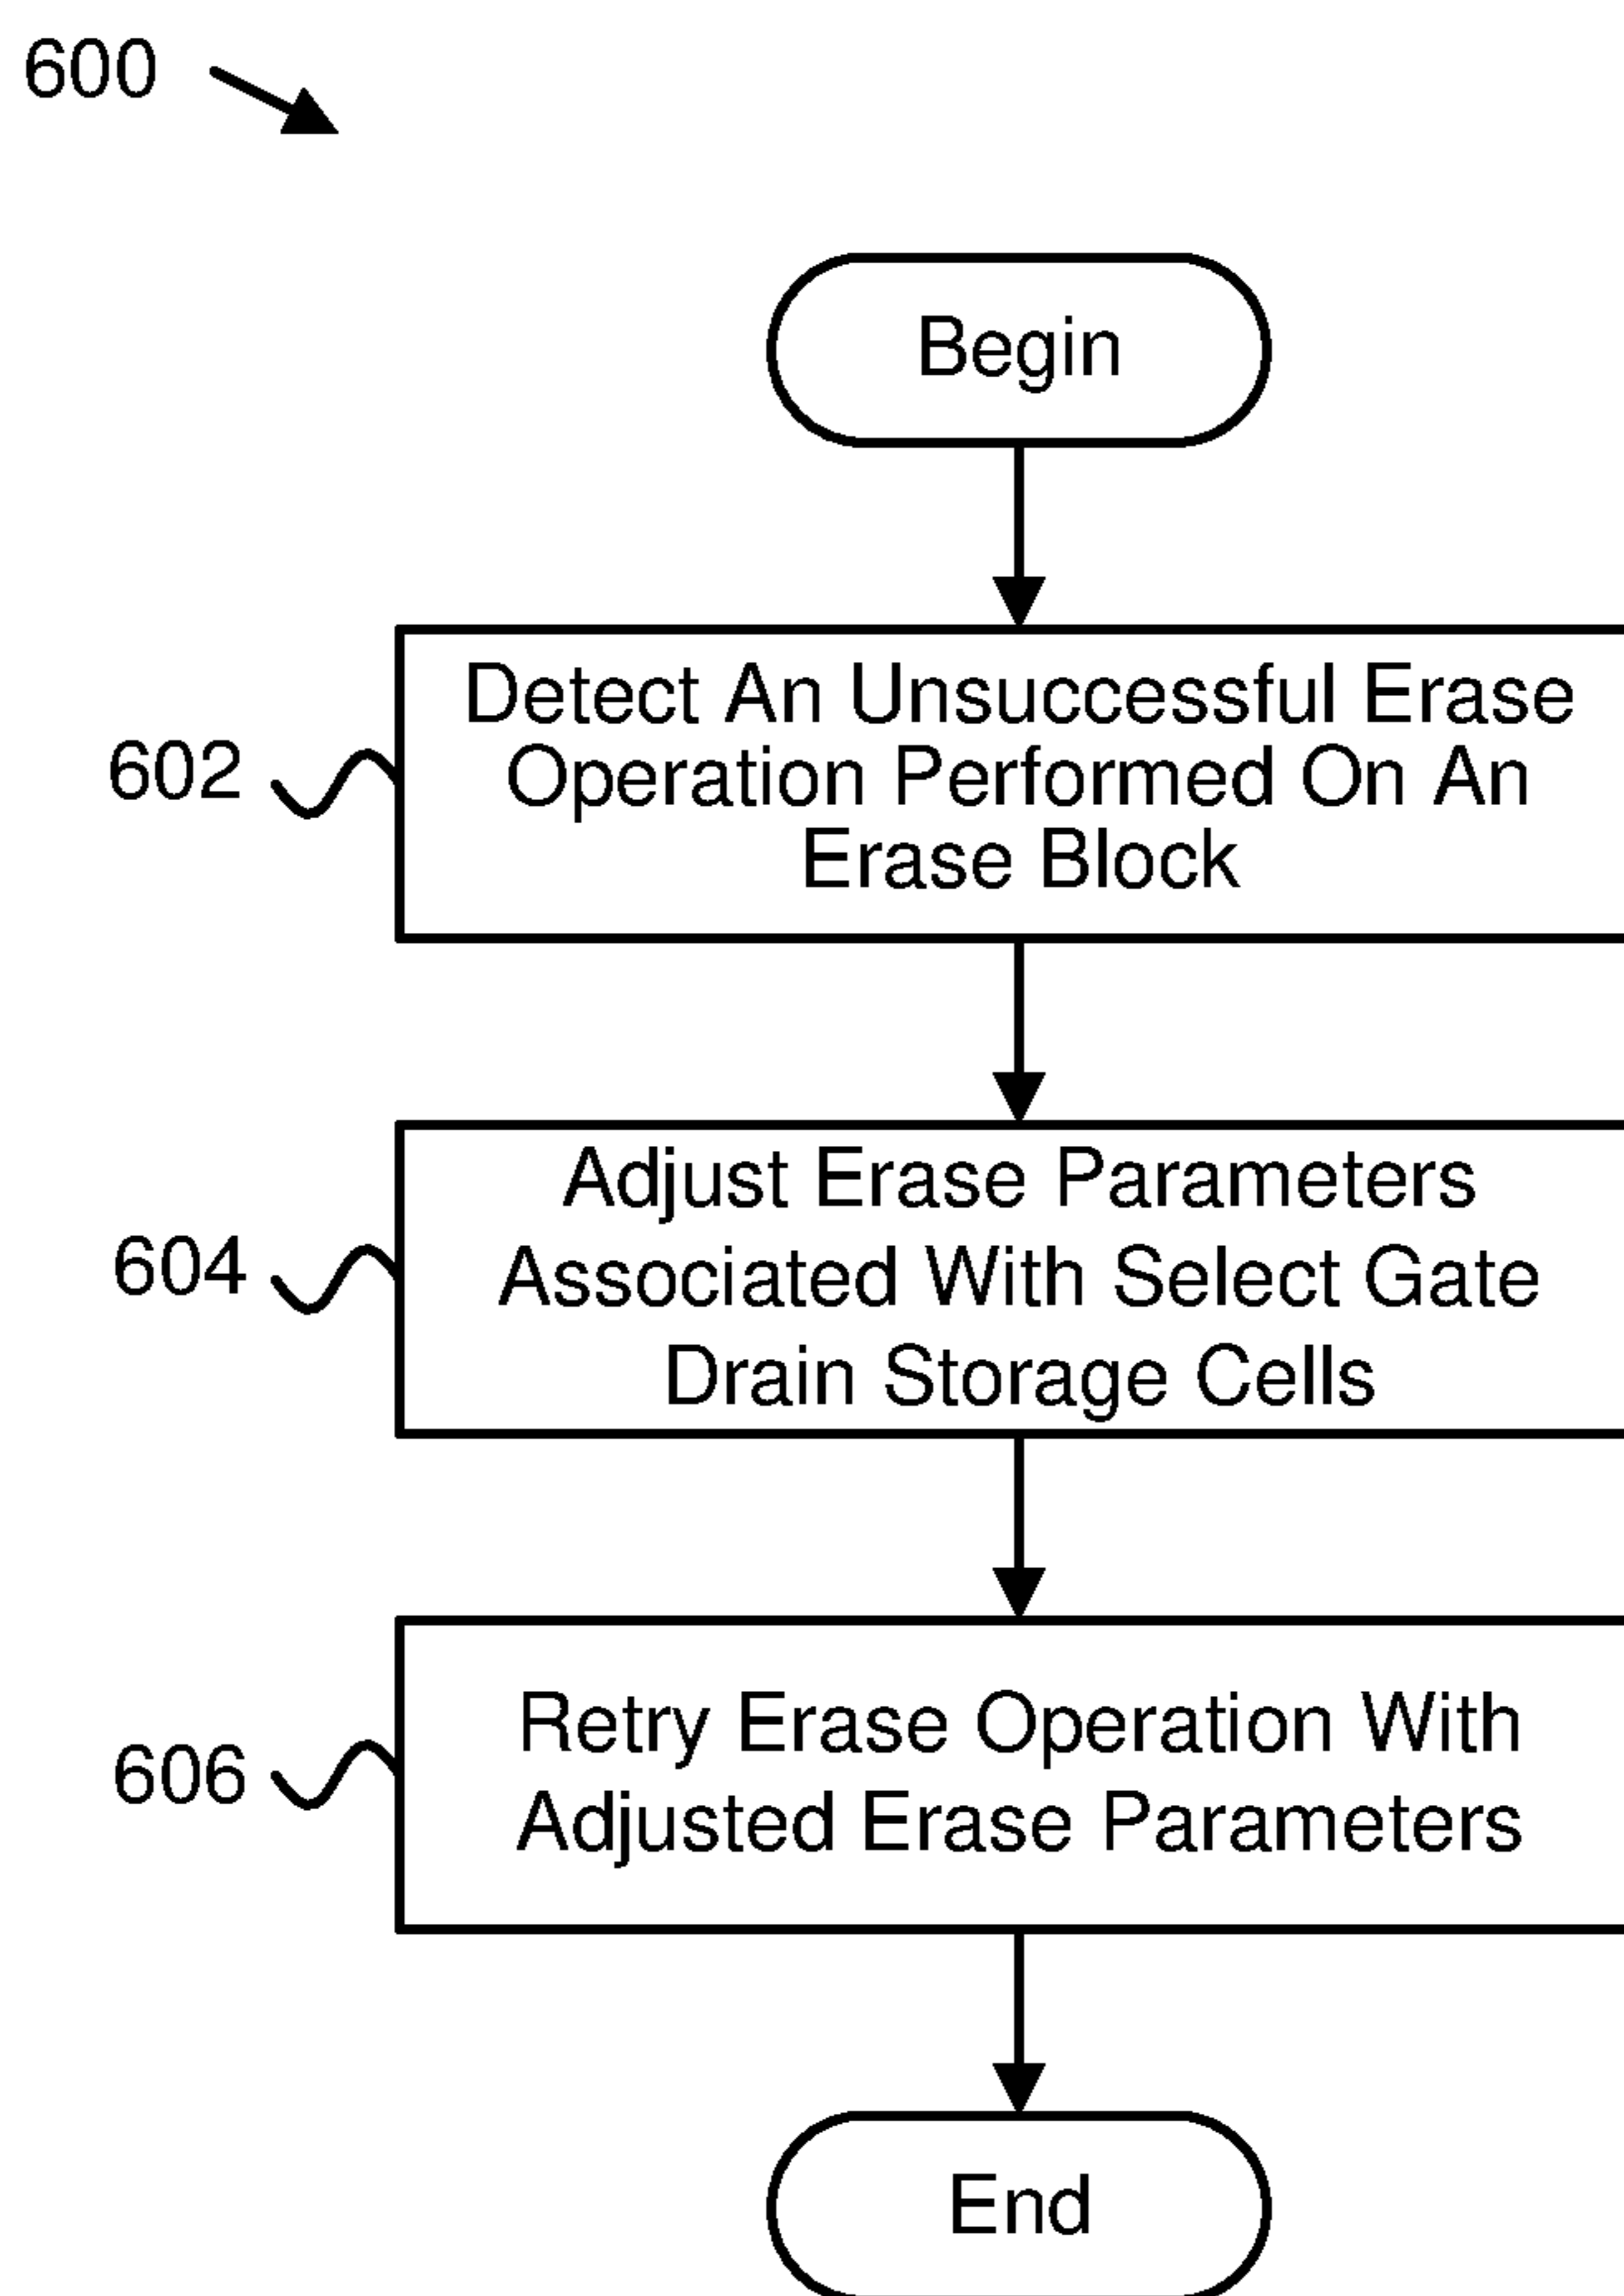 600
Begin
602
Detect An Unsuccessful Erase
Operation Performed On An
Erase Block
604
Adjust Erase Parameters
Associated With Select Gate
Drain Storage Cells
606
Retry Erase Operation With
Adjusted Erase Parameters
End